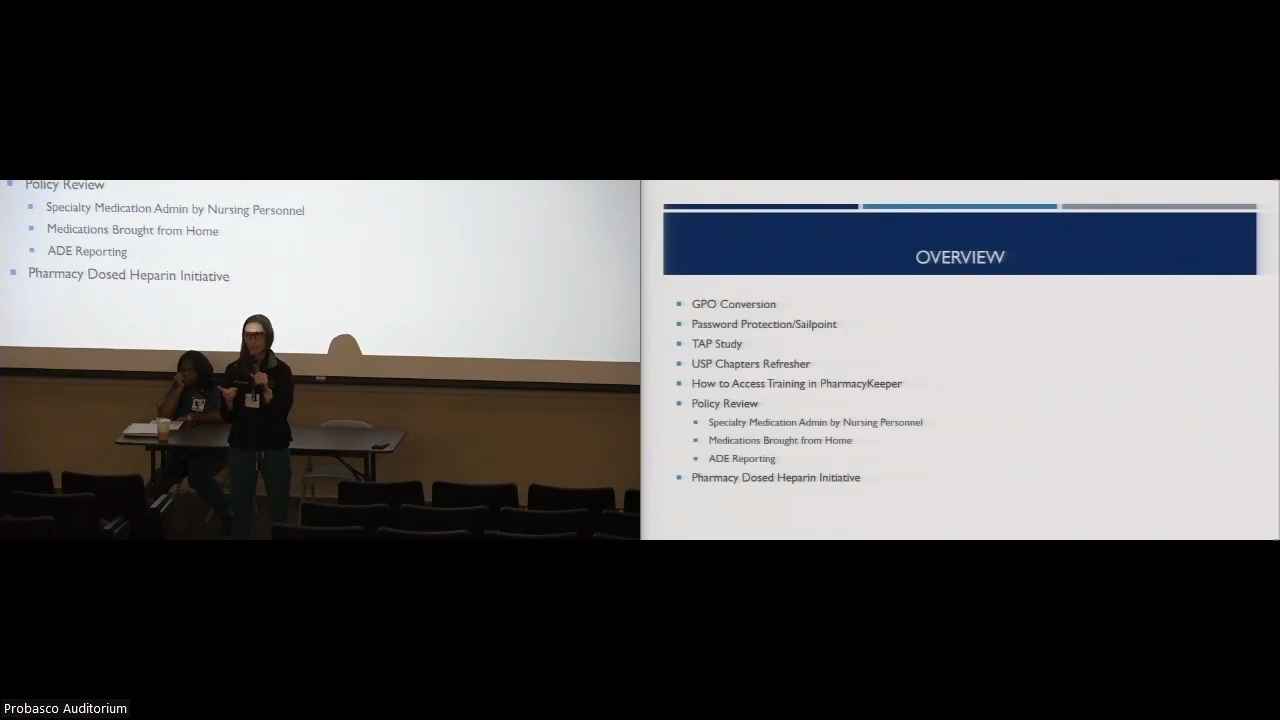 Policy Review
Specialty Medication Admin by Nursing Personnel
Medications Brought from Home
ADE Reporting
Pharmacy Dosed Heparin Initiative
OVERVIEW
GPO Conversion
Password Protection/Sailpoint
TAP Study
USP Chapters Refresher
How to Access Training in PharmacyKeeper
Policy Review
Specialty Medication Admin by Nursing Personnel
Medications Brought from Home
ADE Reporting
Pharmacy Dosed Heparin Initiative
Probasco Auditorium